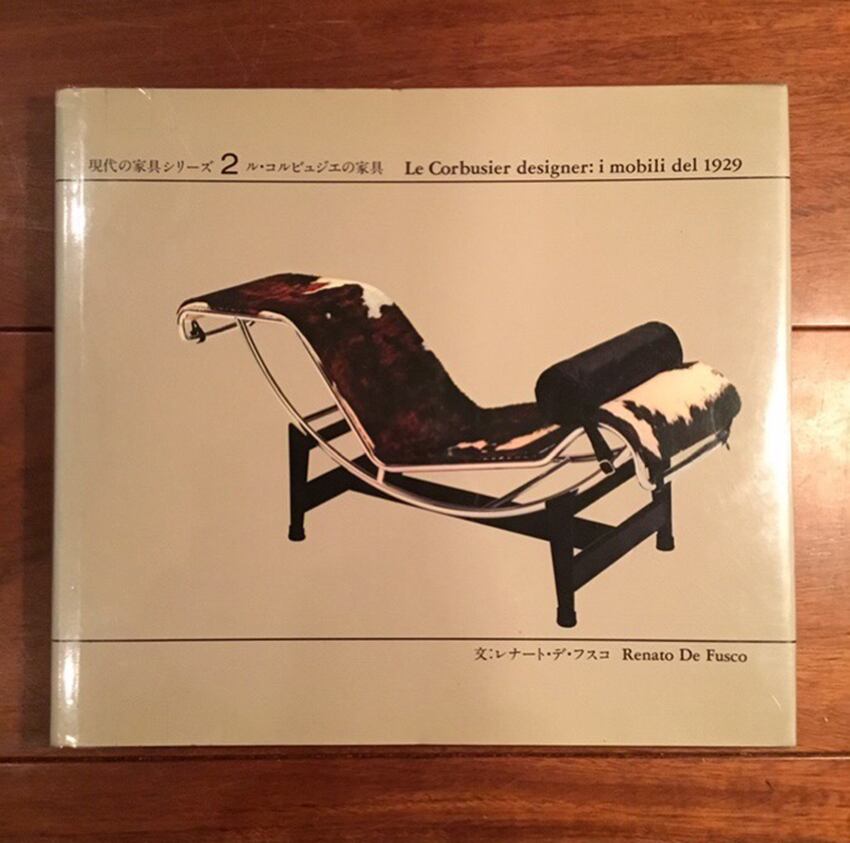 現代の家具シリーズ 2 ル・コルビュジエの家具 Le Corbusier designer: i mobili del 1929
文:レナート・デ・フスコ Renato De Fusco